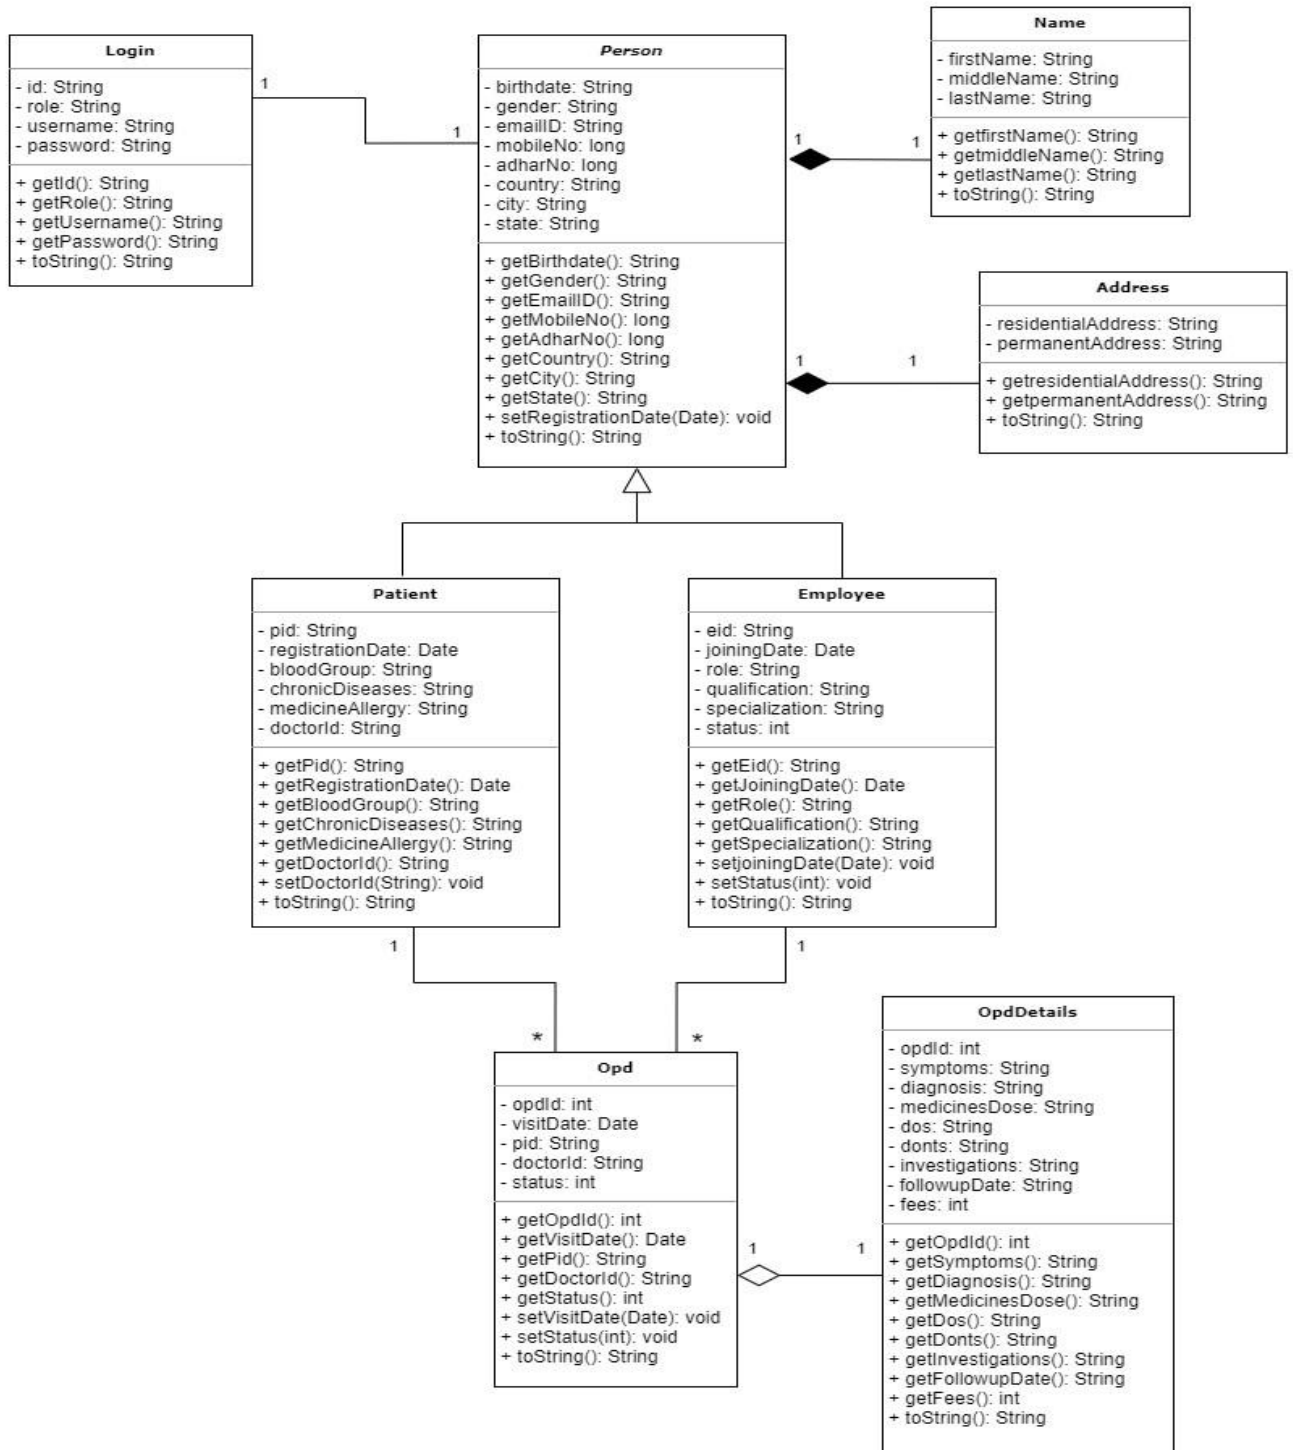 Login
- id: String
- role: String
- username: String
- password: String
+ getId(): String
+ getRole(): String
+ getUsername(): String
+ getPassword(): String
+ toString(): String
1
1
Person
- birthdate: String
- gender: String
- emailID: String
- mobileNo: long
- adharNo: long
- country: String
- city: String
- state: String
+ getBirthdate(): String
+ getGender(): String
+ getEmailID(): String
+ getMobileNo(): long
+ getAdharNo(): long
+ getCountry(): String
+ getCity(): String
+ getState(): String
+ setRegistrationDate(Date): void
+ toString(): String
1
1
Name
- firstName: String
- middleName: String
- lastName: String
+ getfirstName(): String
+ getmiddleName(): String
+ getlastName(): String
+ toString(): String
1
1
Address
- residentialAddress: String
- permanentAddress: String
+ getresidentialAddress(): String
+ getpermanentAddress(): String
+ toString(): String
Patient
- pid: String
- registrationDate: Date
- bloodGroup: String
- chronicDiseases: String
- medicineAllergy: String
- doctorId: String
+ getPid(): String
+ getRegistrationDate(): Date
+ getBloodGroup(): String
+ getChronicDiseases(): String
+ getMedicineAllergy(): String
+ getDoctorId(): String
+ setDoctorId(String): void
+ toString(): String
Employee
- eid: String
- joiningDate: Date
- role: String
- qualification: String
- specialization: String
- status: int
+ getEid(): String
+ getJoiningDate(): Date
+ getRole(): String
+ getQualification(): String
+ getSpecialization(): String
+ setjoiningDate(Date): void
+ setStatus(int): void
+ toString(): String
1
1
*
*
Opd
- opdId: int
- visitDate: Date
- pid: String
- doctorId: String
- status: int
+ getOpdId(): int
+ getVisitDate(): Date
+ getPid(): String
+ getDoctorId(): String
+ getStatus(): int
+ setVisitDate(Date): void
+ setStatus(int): void
+ toString(): String
1
1
OpdDetails
- opdId: int
- symptoms: String
- diagnosis: String
- medicinesDose: String
- dos: String
- donts: String
- investigations: String
- followupDate: String
- fees: int
+ getOpdId(): int
+ getSymptoms(): String
+ getDiagnosis(): String
+ getMedicinesDose(): String
+ getDos(): String
+ getDonts(): String
+ getInvestigations(): String
+ getFollowupDate(): String
+ getFees(): int
+ toString(): String